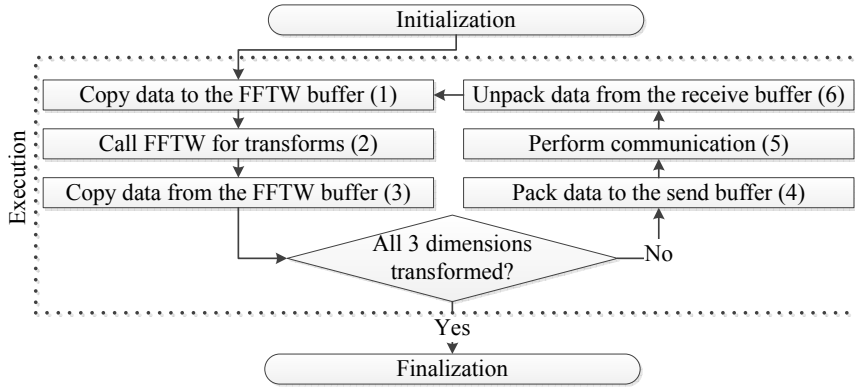 Initialization
Execution
Copy data to the FFTW buffer (1)
Call FFTW for transforms (2)
Copy data from the FFTW buffer (3)
Unpack data from the receive buffer (6)
Perform communication (5)
Pack data to the send buffer (4)
All 3 dimensions
transformed?
No
Yes
Finalization